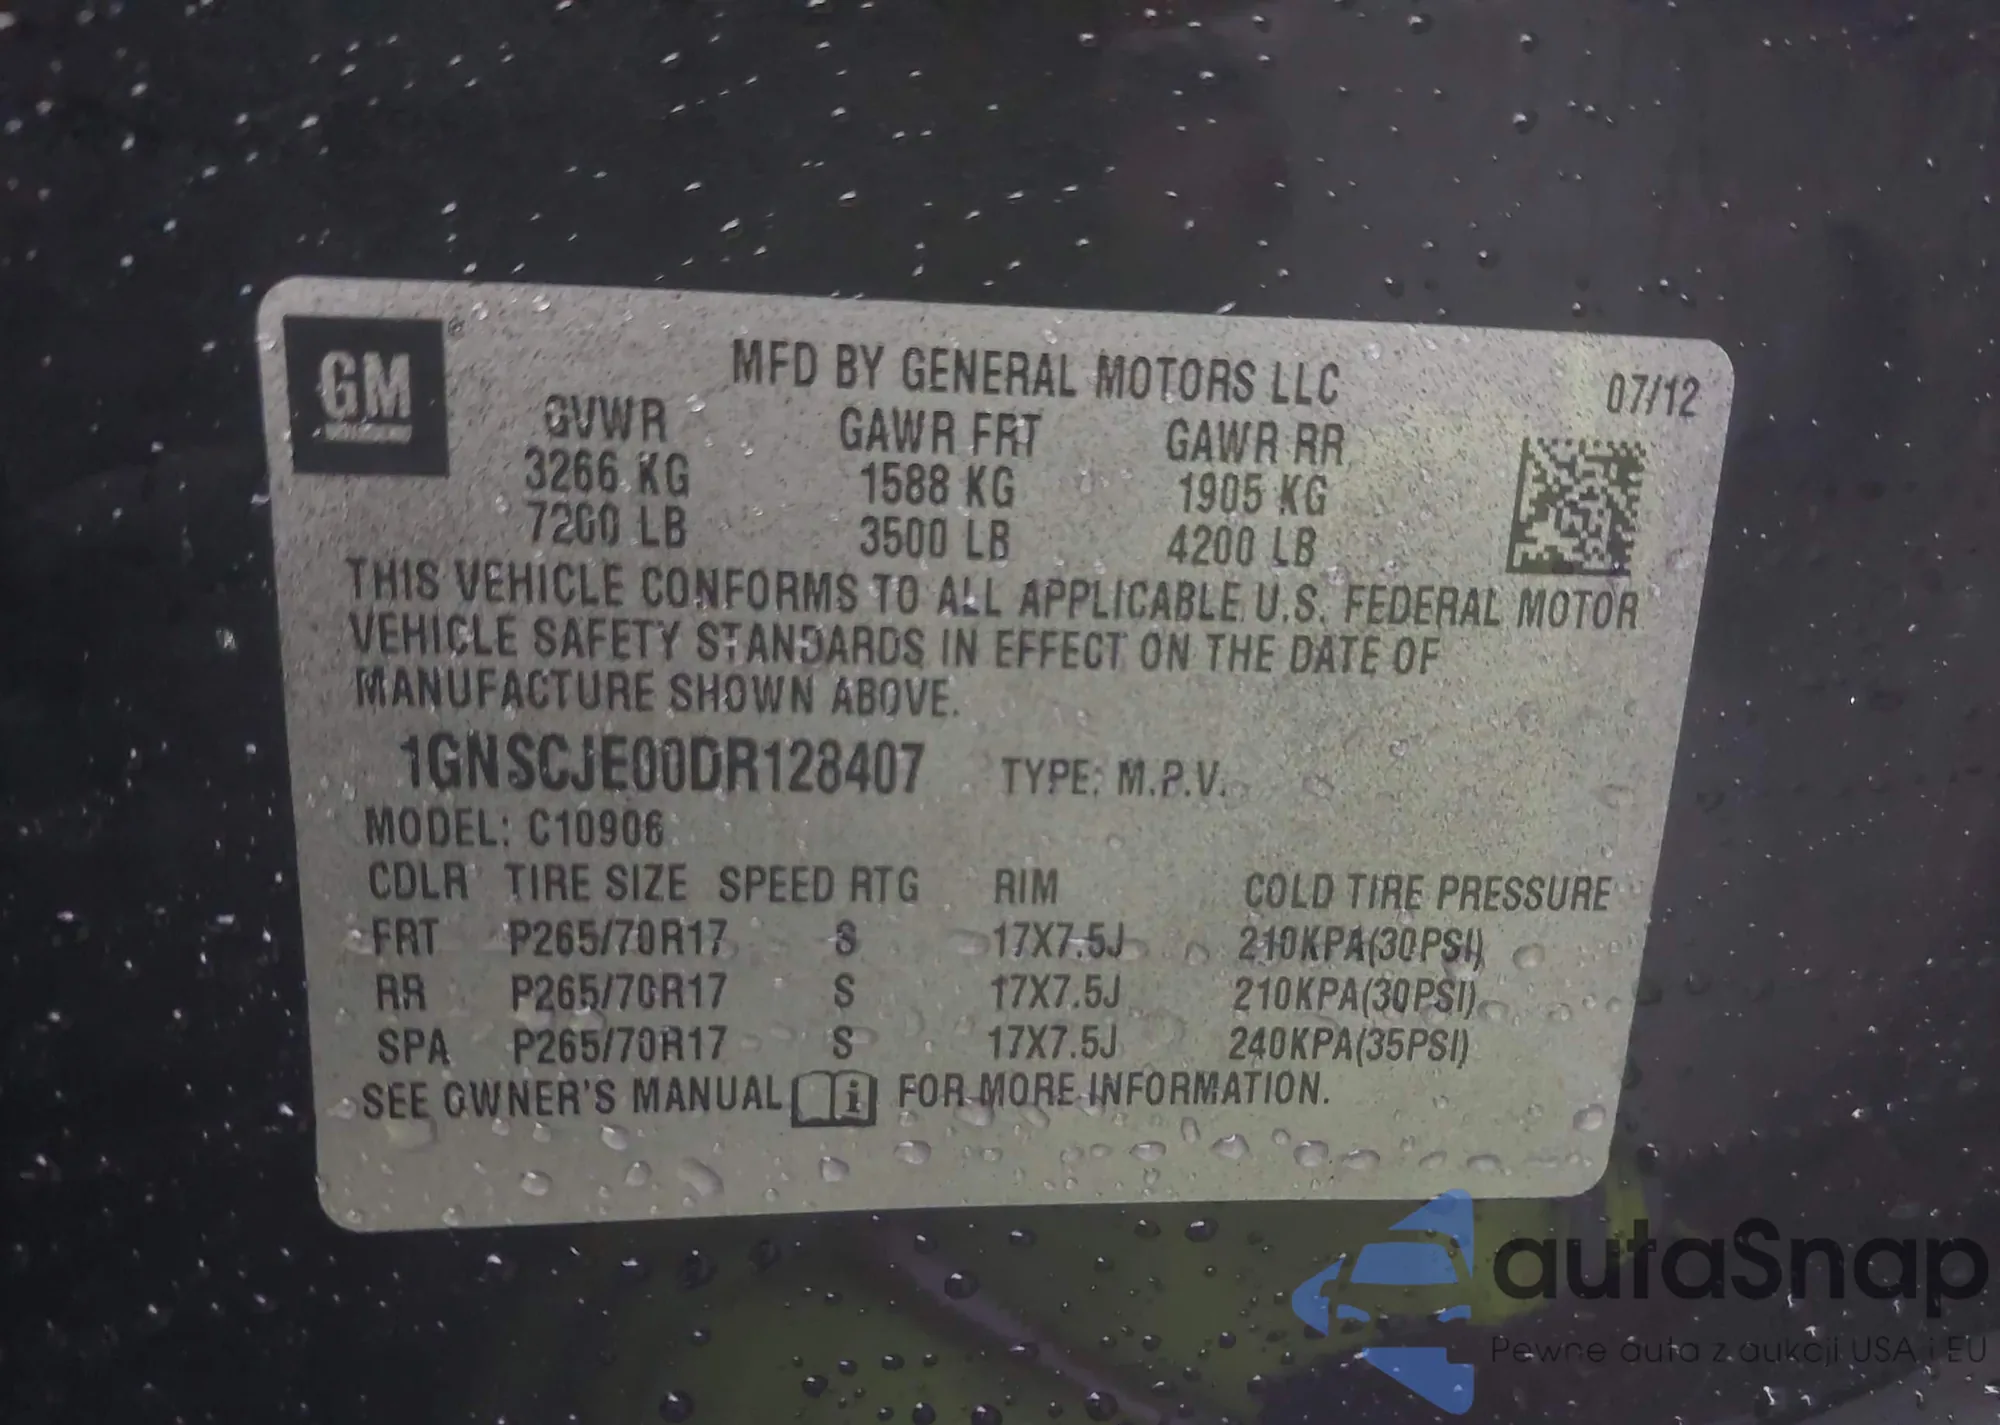 GM
MFD BY GENERAL MOTORS LLC 07/12
GVWR GAWR FRT GAWR RR
3266 KG 1588 KG 1905 KG
7200 LB 3500 LB 4200 LB
THIS VEHICLE CONFORMS TO ALL APPLICABLE U.S. FEDERAL MOTOR
VEHICLE SAFETY STANDARDS IN EFFECT ON THE DATE OF
MANUFACTURE SHOWN ABOVE.
1GNSCJE00DR128407 TYPE: M.P.V.
MODEL: C10906
COLR TIRE SIZE SPEED RTG RIM COLD TIRE PRESSURE
FRT P265/70R17 S 17X7.5J 210KPA(30PSI)
RR P265/70R17 S 17X7.5J 210KPA(30PSI)
SPA P265/70R17 S 17X7.5J 240KPA(35PSI)
SEE OWNER'S MANUAL i FOR MORE INFORMATION.
autaSnap
Pewne auta z aukcji USA i EU